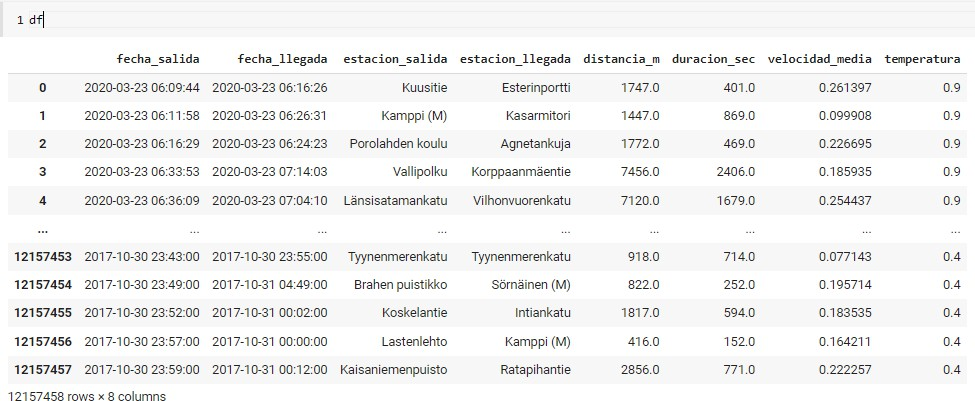 1 df
fecha_salida fecha_llegada estacion_salida estacion_llegada distancia_m duracion_sec velocidad_media temperatura
0 2020-03-23 06:09:44 2020-03-23 06:16:26 Kuusitie Esterinportti 1747.0 401.0 0.261397 0.9
1 2020-03-23 06:11:58 2020-03-23 06:26:31 Kamppi (M) Kasarmitori 1447.0 869.0 0.099908 0.9
2 2020-03-23 06:16:29 2020-03-23 06:24:23 Porolahden koulu Agnetankuja 1772.0 469.0 0.226695 0.9
3 2020-03-23 06:33:53 2020-03-23 07:14:03 Vallipolku Korppaanmäentie 7456.0 2406.0 0.185935 0.9
4 2020-03-23 06:36:09 2020-03-23 07:04:10 Länsisatamankatu Vilhonvuorenkatu 7120.0 1679.0 0.254437 0.9
... ... ... ... ... ... ... ... ...
12157453 2017-10-30 23:43:00 2017-10-30 23:55:00 Tyynenmerenkatu Tyynenmerenkatu 918.0 714.0 0.077143 0.4
12157454 2017-10-30 23:49:00 2017-10-31 04:49:00 Brahen puistikko Sörnäinen (M) 822.0 252.0 0.195714 0.4
12157455 2017-10-30 23:52:00 2017-10-31 00:02:00 Koskelantie Intiankatu 1817.0 594.0 0.183535 0.4
12157456 2017-10-30 23:57:00 2017-10-31 00:00:00 Lastenlehto Kamppi (M) 416.0 152.0 0.164211 0.4
12157457 2017-10-30 23:59:00 2017-10-31 00:12:00 Kaisaniemenpuisto Ratapihantie 2856.0 771.0 0.222257 0.4
12157458 rows × 8 columns